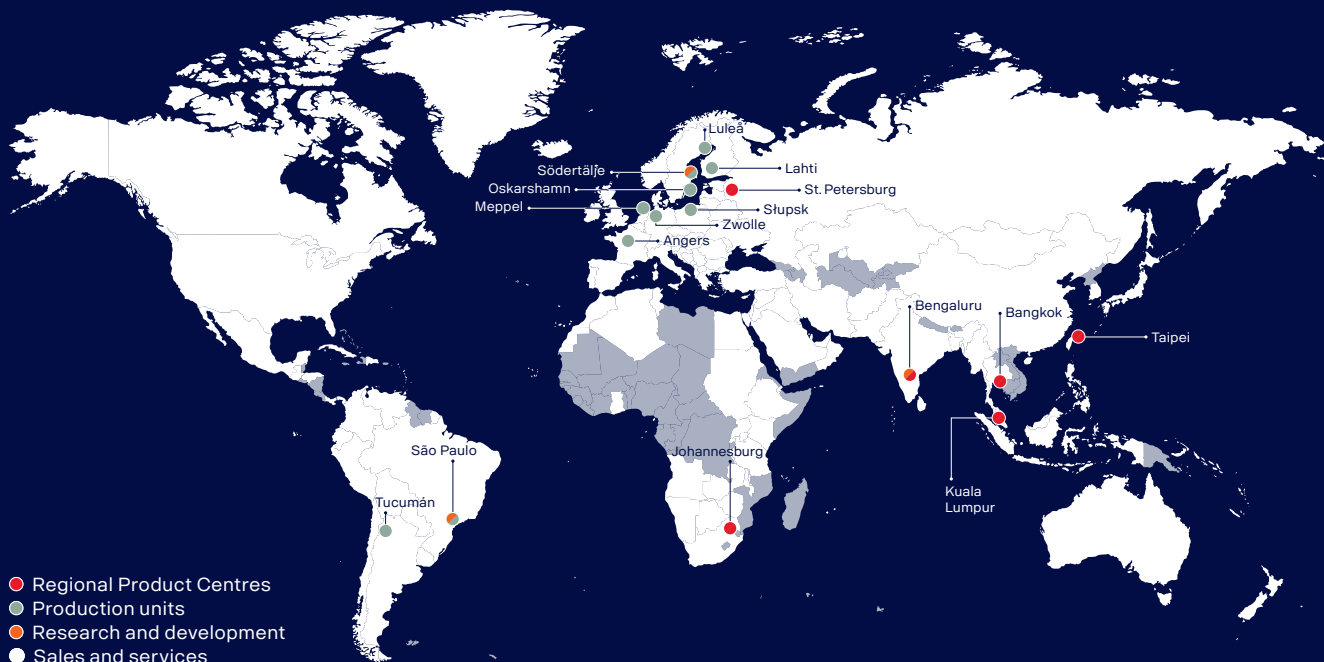 Luleå
Södertälje
Lahti
Oskarshamn
St. Petersburg
Meppel
Słupsk
Zwolle
Angers
Bengaluru
Bangkok
Taipei
São Paulo
Johannesburg
Tucumán
Kuala
Lumpur
Regional Product Centres
Production units
Research and development
Sales and services